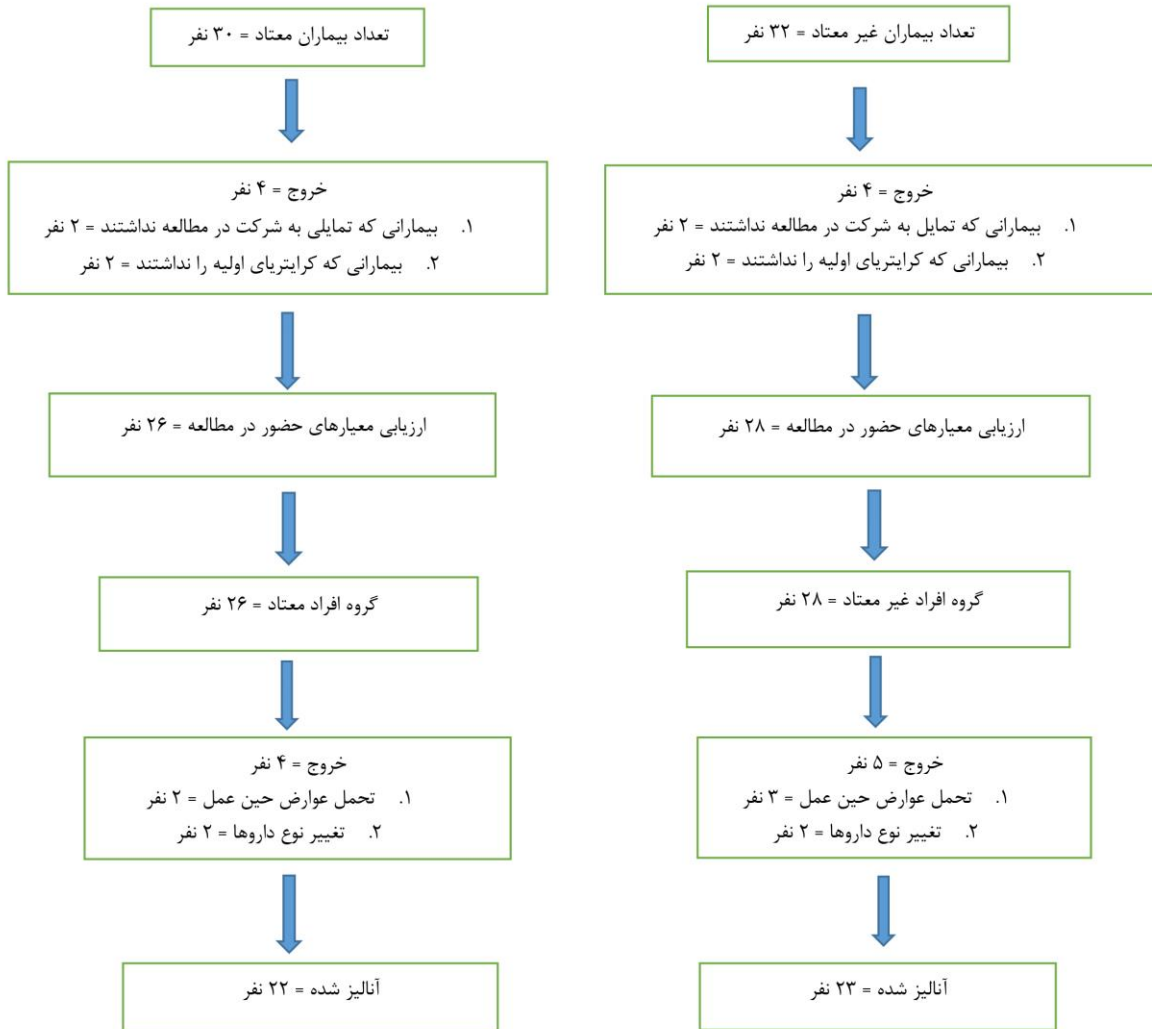 تعداد بیماران غیر معتاد = ۳۲ نفر
خروج = ۴ نفر
۱. بیمارانی که تمایل به شرکت در مطالعه نداشتند = ۲ نفر
۲. بیمارانی که کرایتریای اولیه را نداشتند = ۲ نفر
ارزیابی معیارهای حضور در مطالعه = ۲۸ نفر
گروه افراد غیر معتاد = ۲۸ نفر
خروج = ۵ نفر
۱. تحمل عوارض حین عمل = ۳ نفر
۲. تغییر نوع داروها = ۲ نفر
آنالیز شده = ۲۳ نفر
تعداد بیماران معتاد = ۳۰ نفر
خروج = ۴ نفر
۱. بیمارانی که تمایلی به شرکت در مطالعه نداشتند = ۲ نفر
۲. بیمارانی که کرایتریای اولیه را نداشتند = ۲ نفر
ارزیابی معیارهای حضور در مطالعه = ۲۶ نفر
گروه افراد معتاد = ۲۶ نفر
خروج = ۴ نفر
۱. تحمل عوارض حین عمل = ۲ نفر
۲. تغییر نوع داروها = ۲ نفر
آنالیز شده = ۲۲ نفر